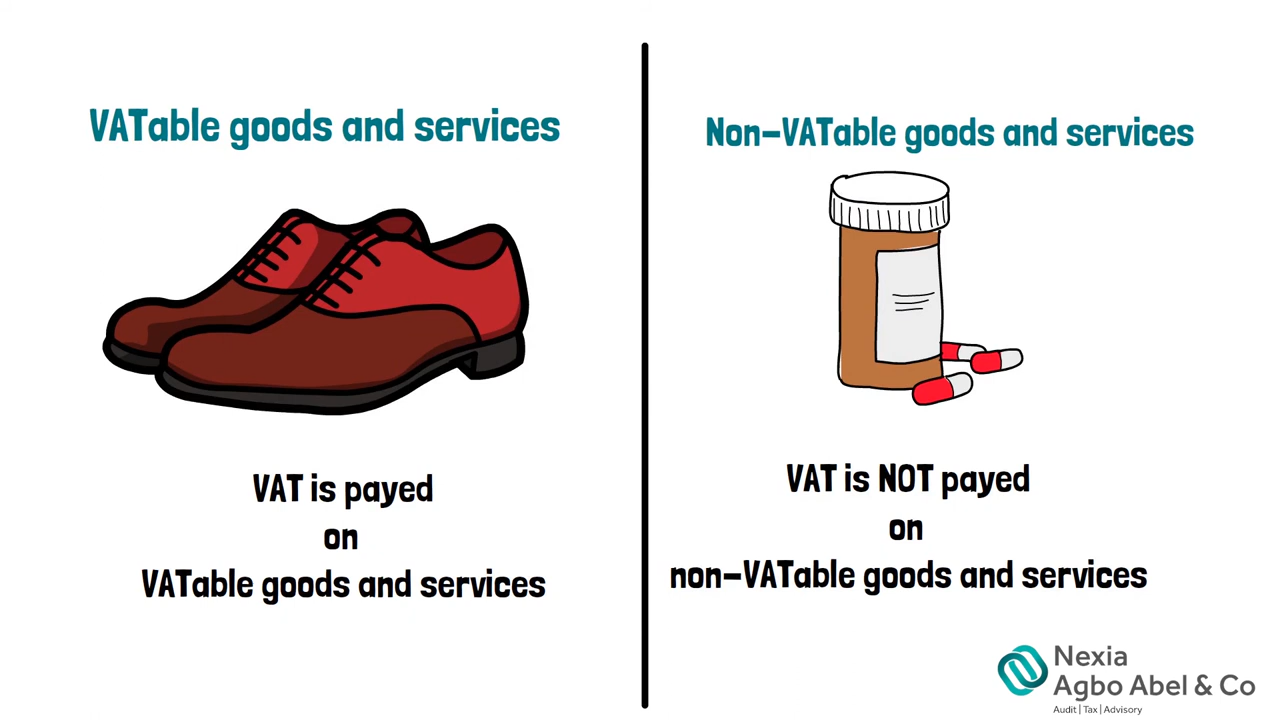 VATable goods and services
VAT is payed
on
VATable goods and services
Non-VATable goods and services
VAT is NOT payed
on
non-VATable goods and services
Nexia
Agbo Abel & Co
Audit | Tax | Advisory